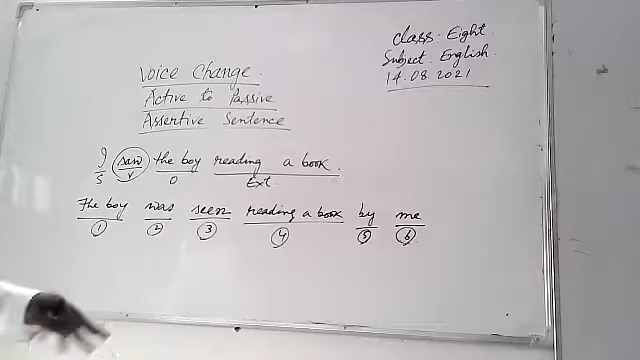 class : Eight.
Subject : English.
14.08.2021
Voice Change.
Active to Passive
Assertive Sentence
I saw the boy reading a book.
S V O Ext.
The boy was seen reading a book by me
1 2 3 4 5 6